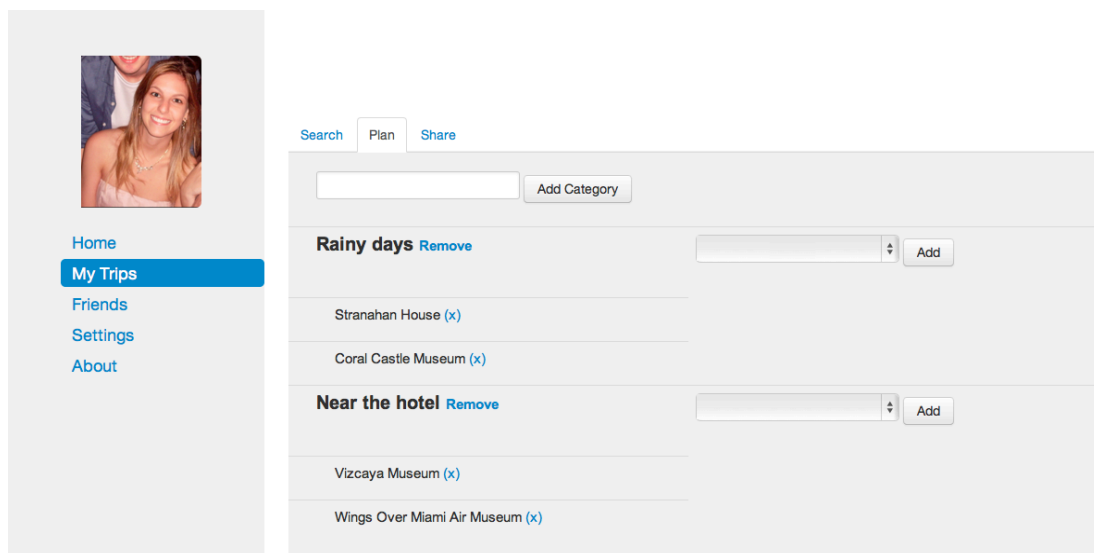 Home
My Trips
Friends
Settings
About
Search Plan Share
Add Category
Rainy days Remove
Add
Stranahan House (x)
Coral Castle Museum (x)
Near the hotel Remove
Add
Vizcaya Museum (x)
Wings Over Miami Air Museum (x)